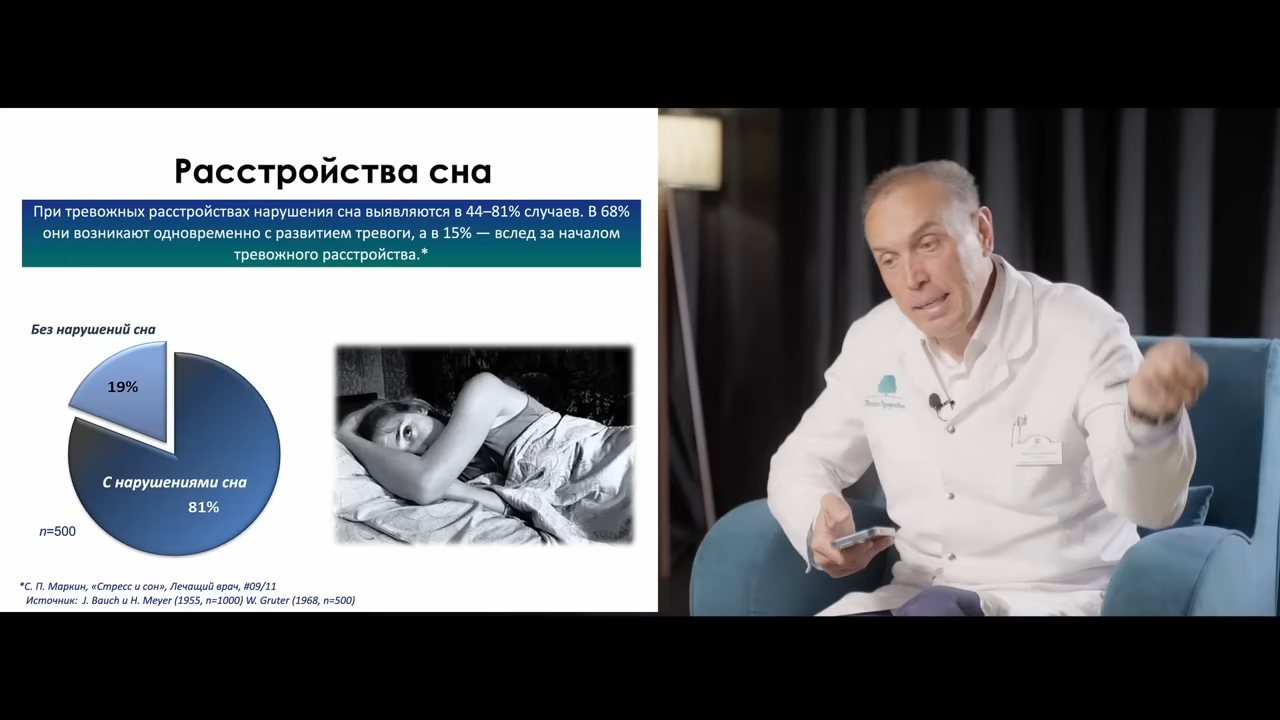 Расстройства сна
При тревожных расстройствах нарушения сна выявляются в 44–81% случаев. В 68%
они возникают одновременно с развитием тревоги, а в 15% — вслед за началом
тревожного расстройства.*
Без нарушений сна
19%
С нарушениями сна
81%
n=500
*С. П. Маркин, «Стресс и сон», Лечащий врач, #09/11
Источник: J. Bauch и H. Meyer (1955, n=1000) W. Gruter (1968, n=500)